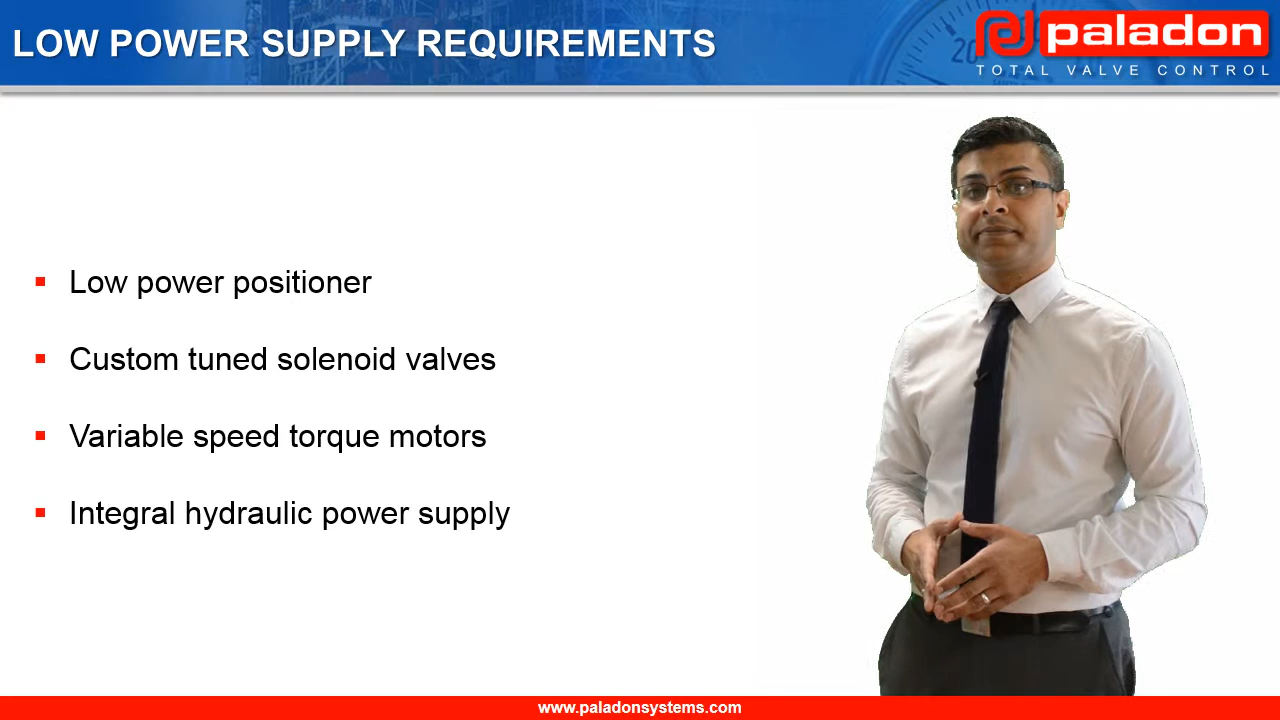 LOW POWER SUPPLY REQUIREMENTS
paladon
TOTAL VALVE CONTROL
Low power positioner
Custom tuned solenoid valves
Variable speed torque motors
Integral hydraulic power supply
www.paladonsystems.com